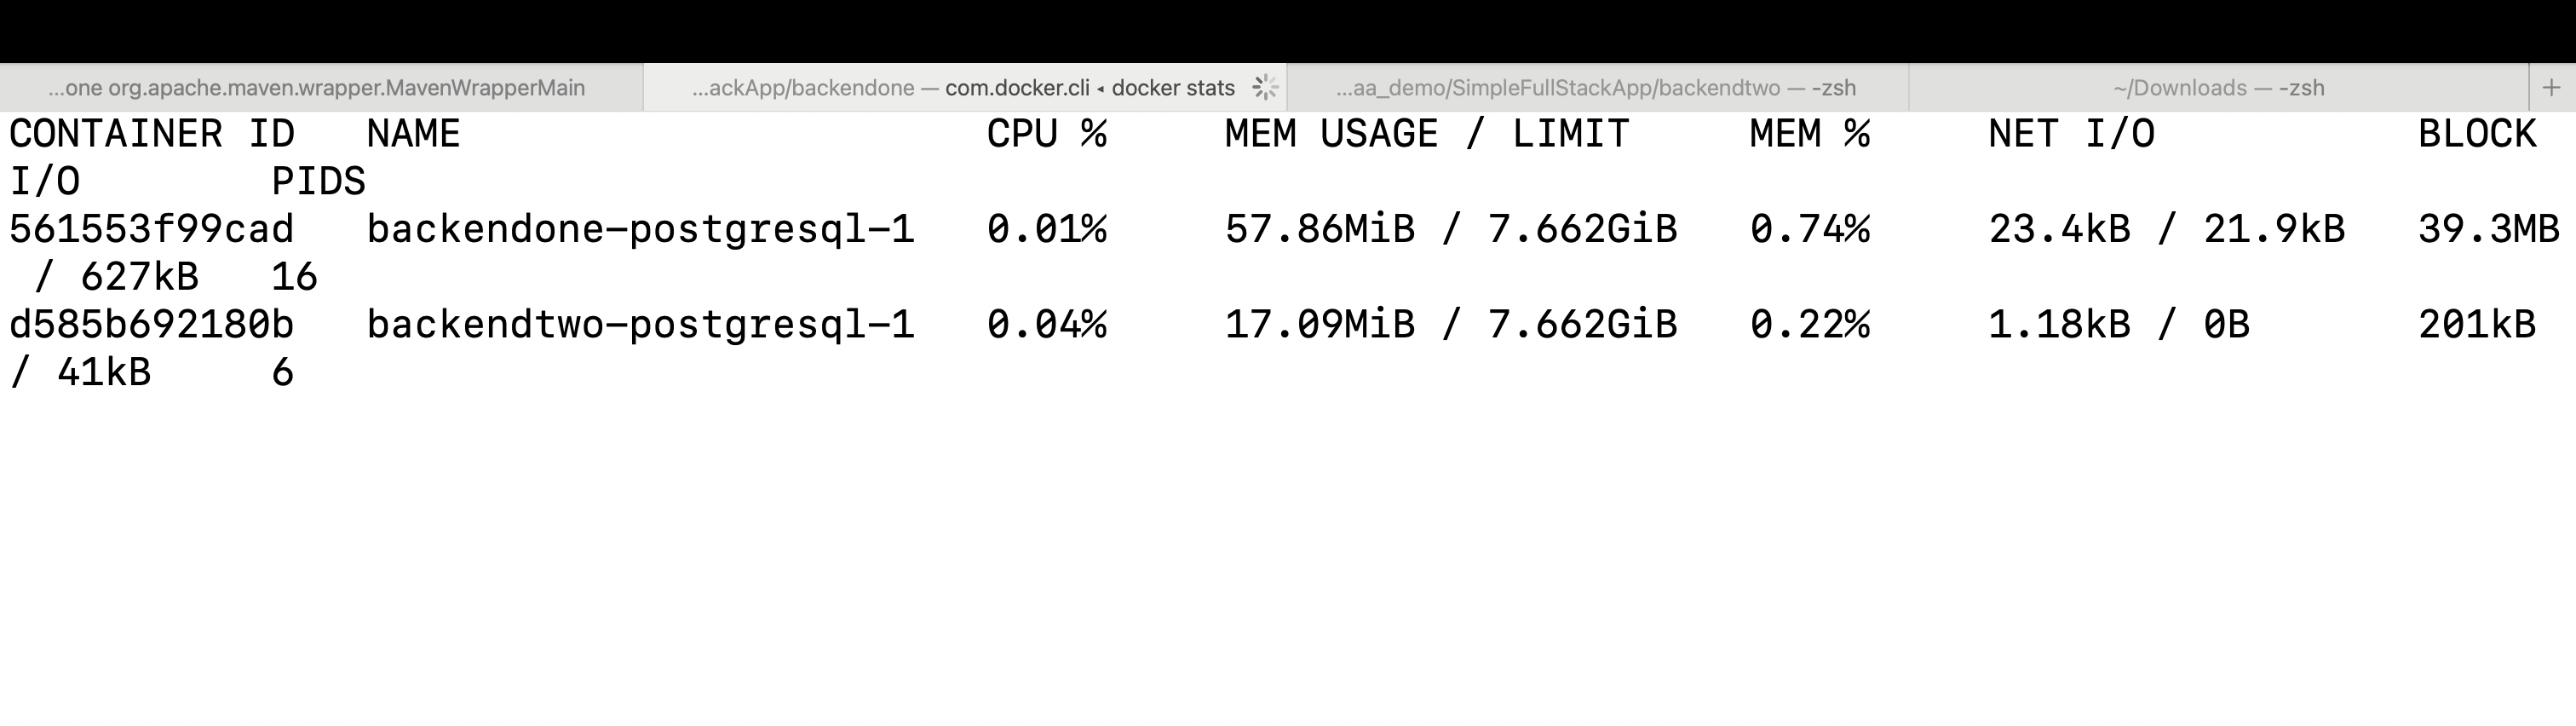 ...one org.apache.maven.wrapper.MavenWrapperMain
...ackApp/backendone — com.docker.cli ◂ docker stats
...aa_demo/SimpleFullStackApp/backendtwo — -zsh
~/Downloads — -zsh
+
CONTAINER ID   NAME                      CPU %     MEM USAGE / LIMIT     MEM %     NET I/O           BLOCK
I/O        PIDS
561553f99cad   backendone-postgresql-1   0.01%     57.86MiB / 7.662GiB   0.74%     23.4kB / 21.9kB   39.3MB
 / 627kB   16
d585b692180b   backendtwo-postgresql-1   0.04%     17.09MiB / 7.662GiB   0.22%     1.18kB / 0B       201kB
/ 41kB     6